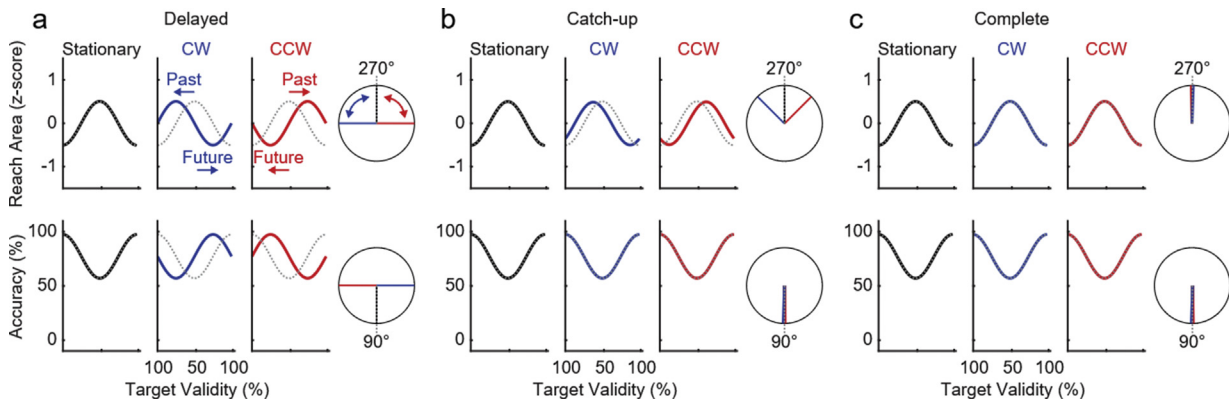 a Delayed
Stationary CW CCW
270°
Reach Area (z-score)
1
0
-1
Past
Future
Past
Future
Accuracy (%)
100
50
0
90°
100 50 100
Target Validity (%)
b Catch-up
Stationary CW CCW
270°
1
0
-1
100
50
0
90°
100 50 100
Target Validity (%)
c Complete
Stationary CW CCW
270°
1
0
-1
100
50
0
90°
100 50 100
Target Validity (%)